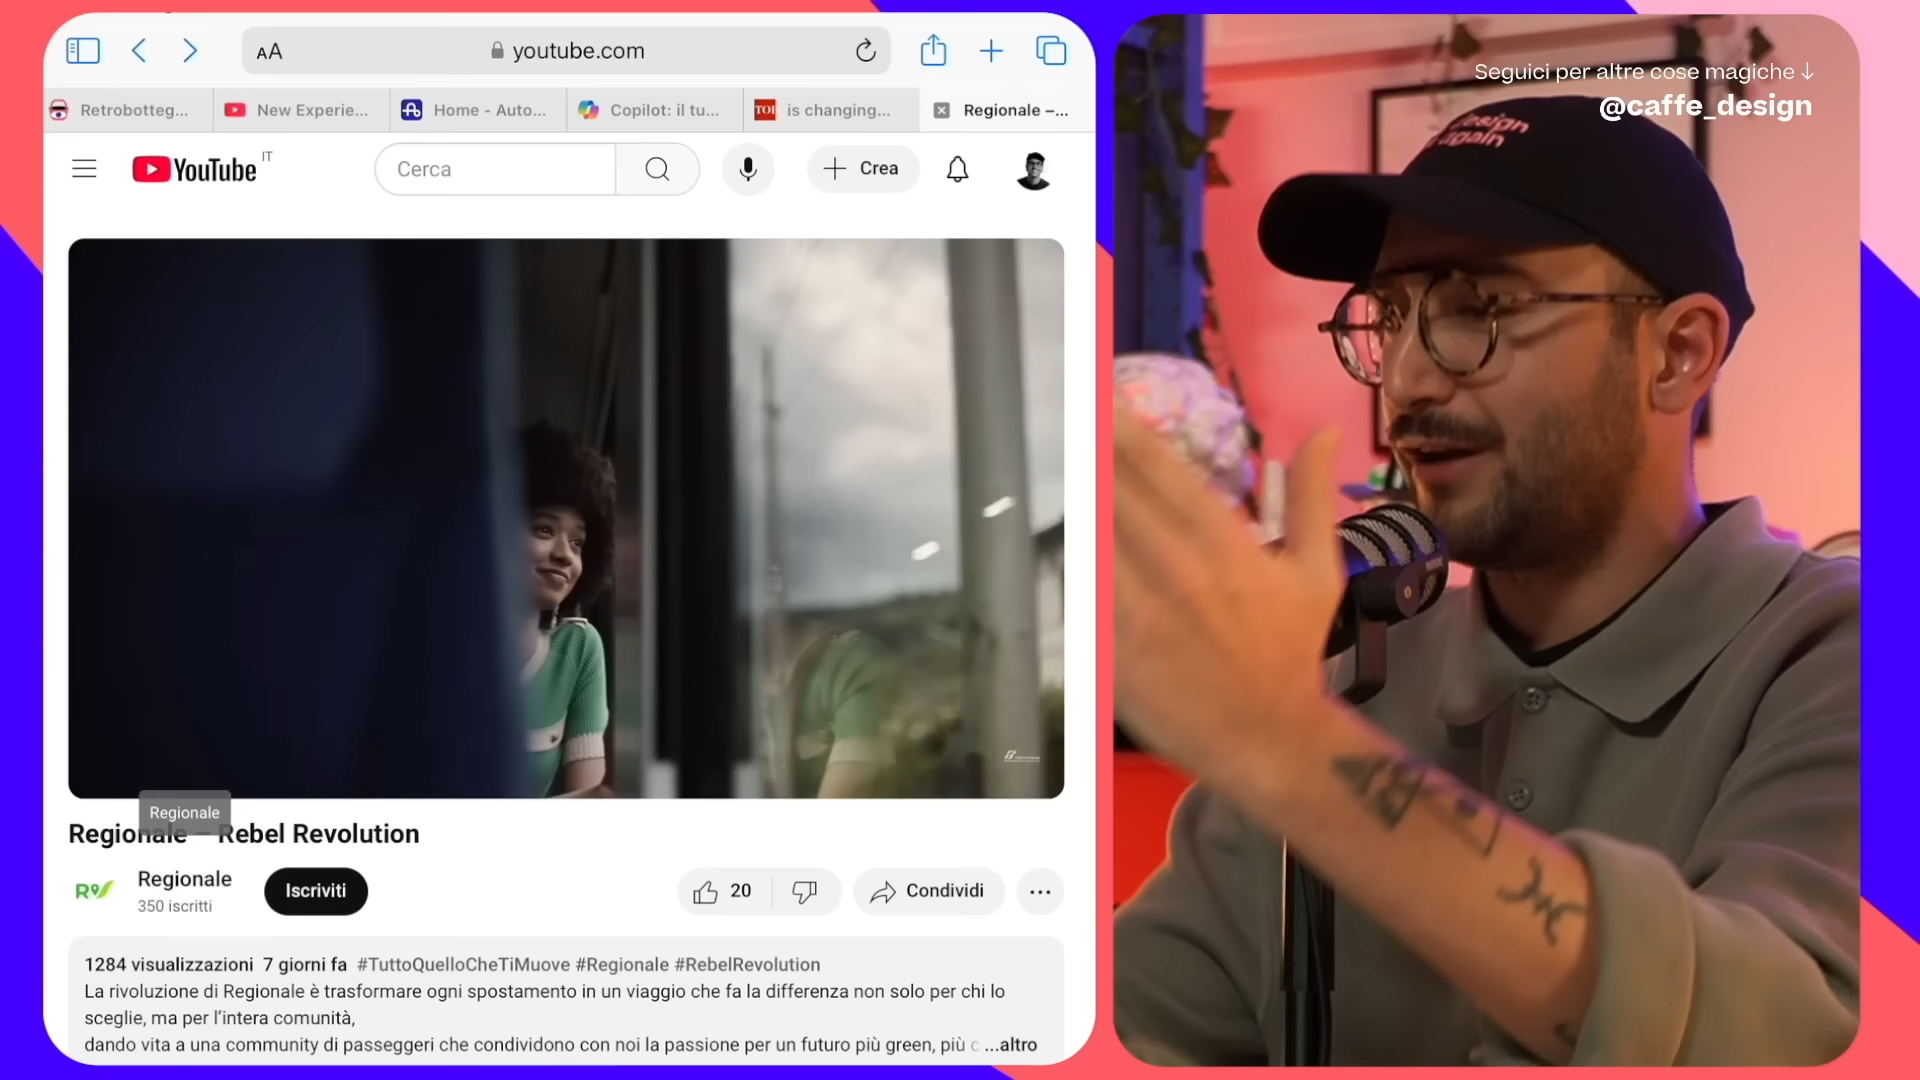 AA
youtube.com
Retrobotteg...
New Experie...
Home - Auto...
Copilot: il tu...
TOI
is changing...
Regionale –...
YouTube IT
Cerca
Crea
Regionale
Regionale – Rebel Revolution
Regionale
350 iscritti
Iscriviti
20
Condividi
1284 visualizzazioni 7 giorni fa #TuttoQuelloCheTiMuove #Regionale #RebelRevolution
La rivoluzione di Regionale è trasformare ogni spostamento in un viaggio che fa la differenza non solo per chi lo
sceglie, ma per l'intera comunità,
dando vita a una community di passeggeri che condividono con noi la passione per un futuro più green, più c ...altro
Seguici per altre cose magiche ↓
@caffe_design
design
again